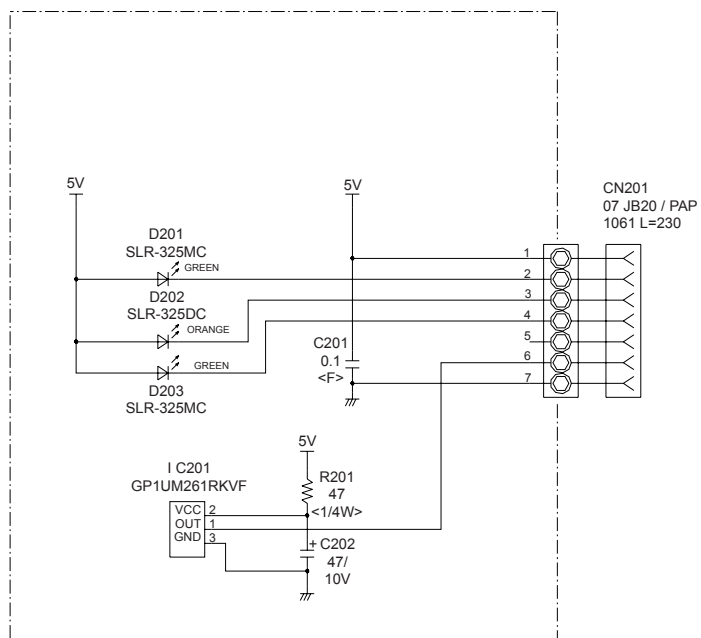 5V
5V
CN201
07 JB20 / PAP
1061 L=230
D201
SLR-325MC
GREEN
D202
SLR-325DC
ORANGE
GREEN
D203
SLR-325MC
C201
0.1
<F>
1
2
3
4
5
6
7
5V
I C201
GP1UM261RKVF
R201
47
<1/4W>
VCC 2
OUT 1
GND 3
+ C202
47/
10V